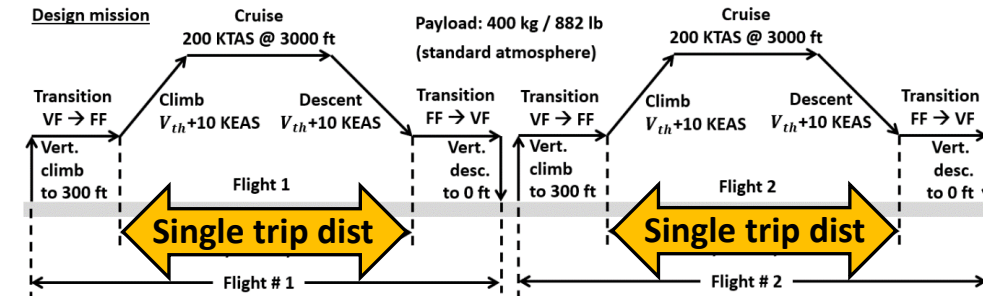 Design mission
Cruise
200 KTAS @ 3000 ft
Payload: 400 kg / 882 lb
(standard atmosphere)
Cruise
200 KTAS @ 3000 ft
Transition
VF → FF
Climb
V_th+10 KEAS
Descent
V_th+10 KEAS
Transition
FF → VF
Transition
VF → FF
Climb
V_th+10 KEAS
Descent
V_th+10 KEAS
Transition
FF → VF
Vert.
climb
to 300 ft
Vert.
desc.
to 0 ft
Vert.
climb
to 300 ft
Vert.
desc.
to 0 ft
Flight 1
Flight 2
Single trip dist
Single trip dist
Flight # 1
Flight # 2